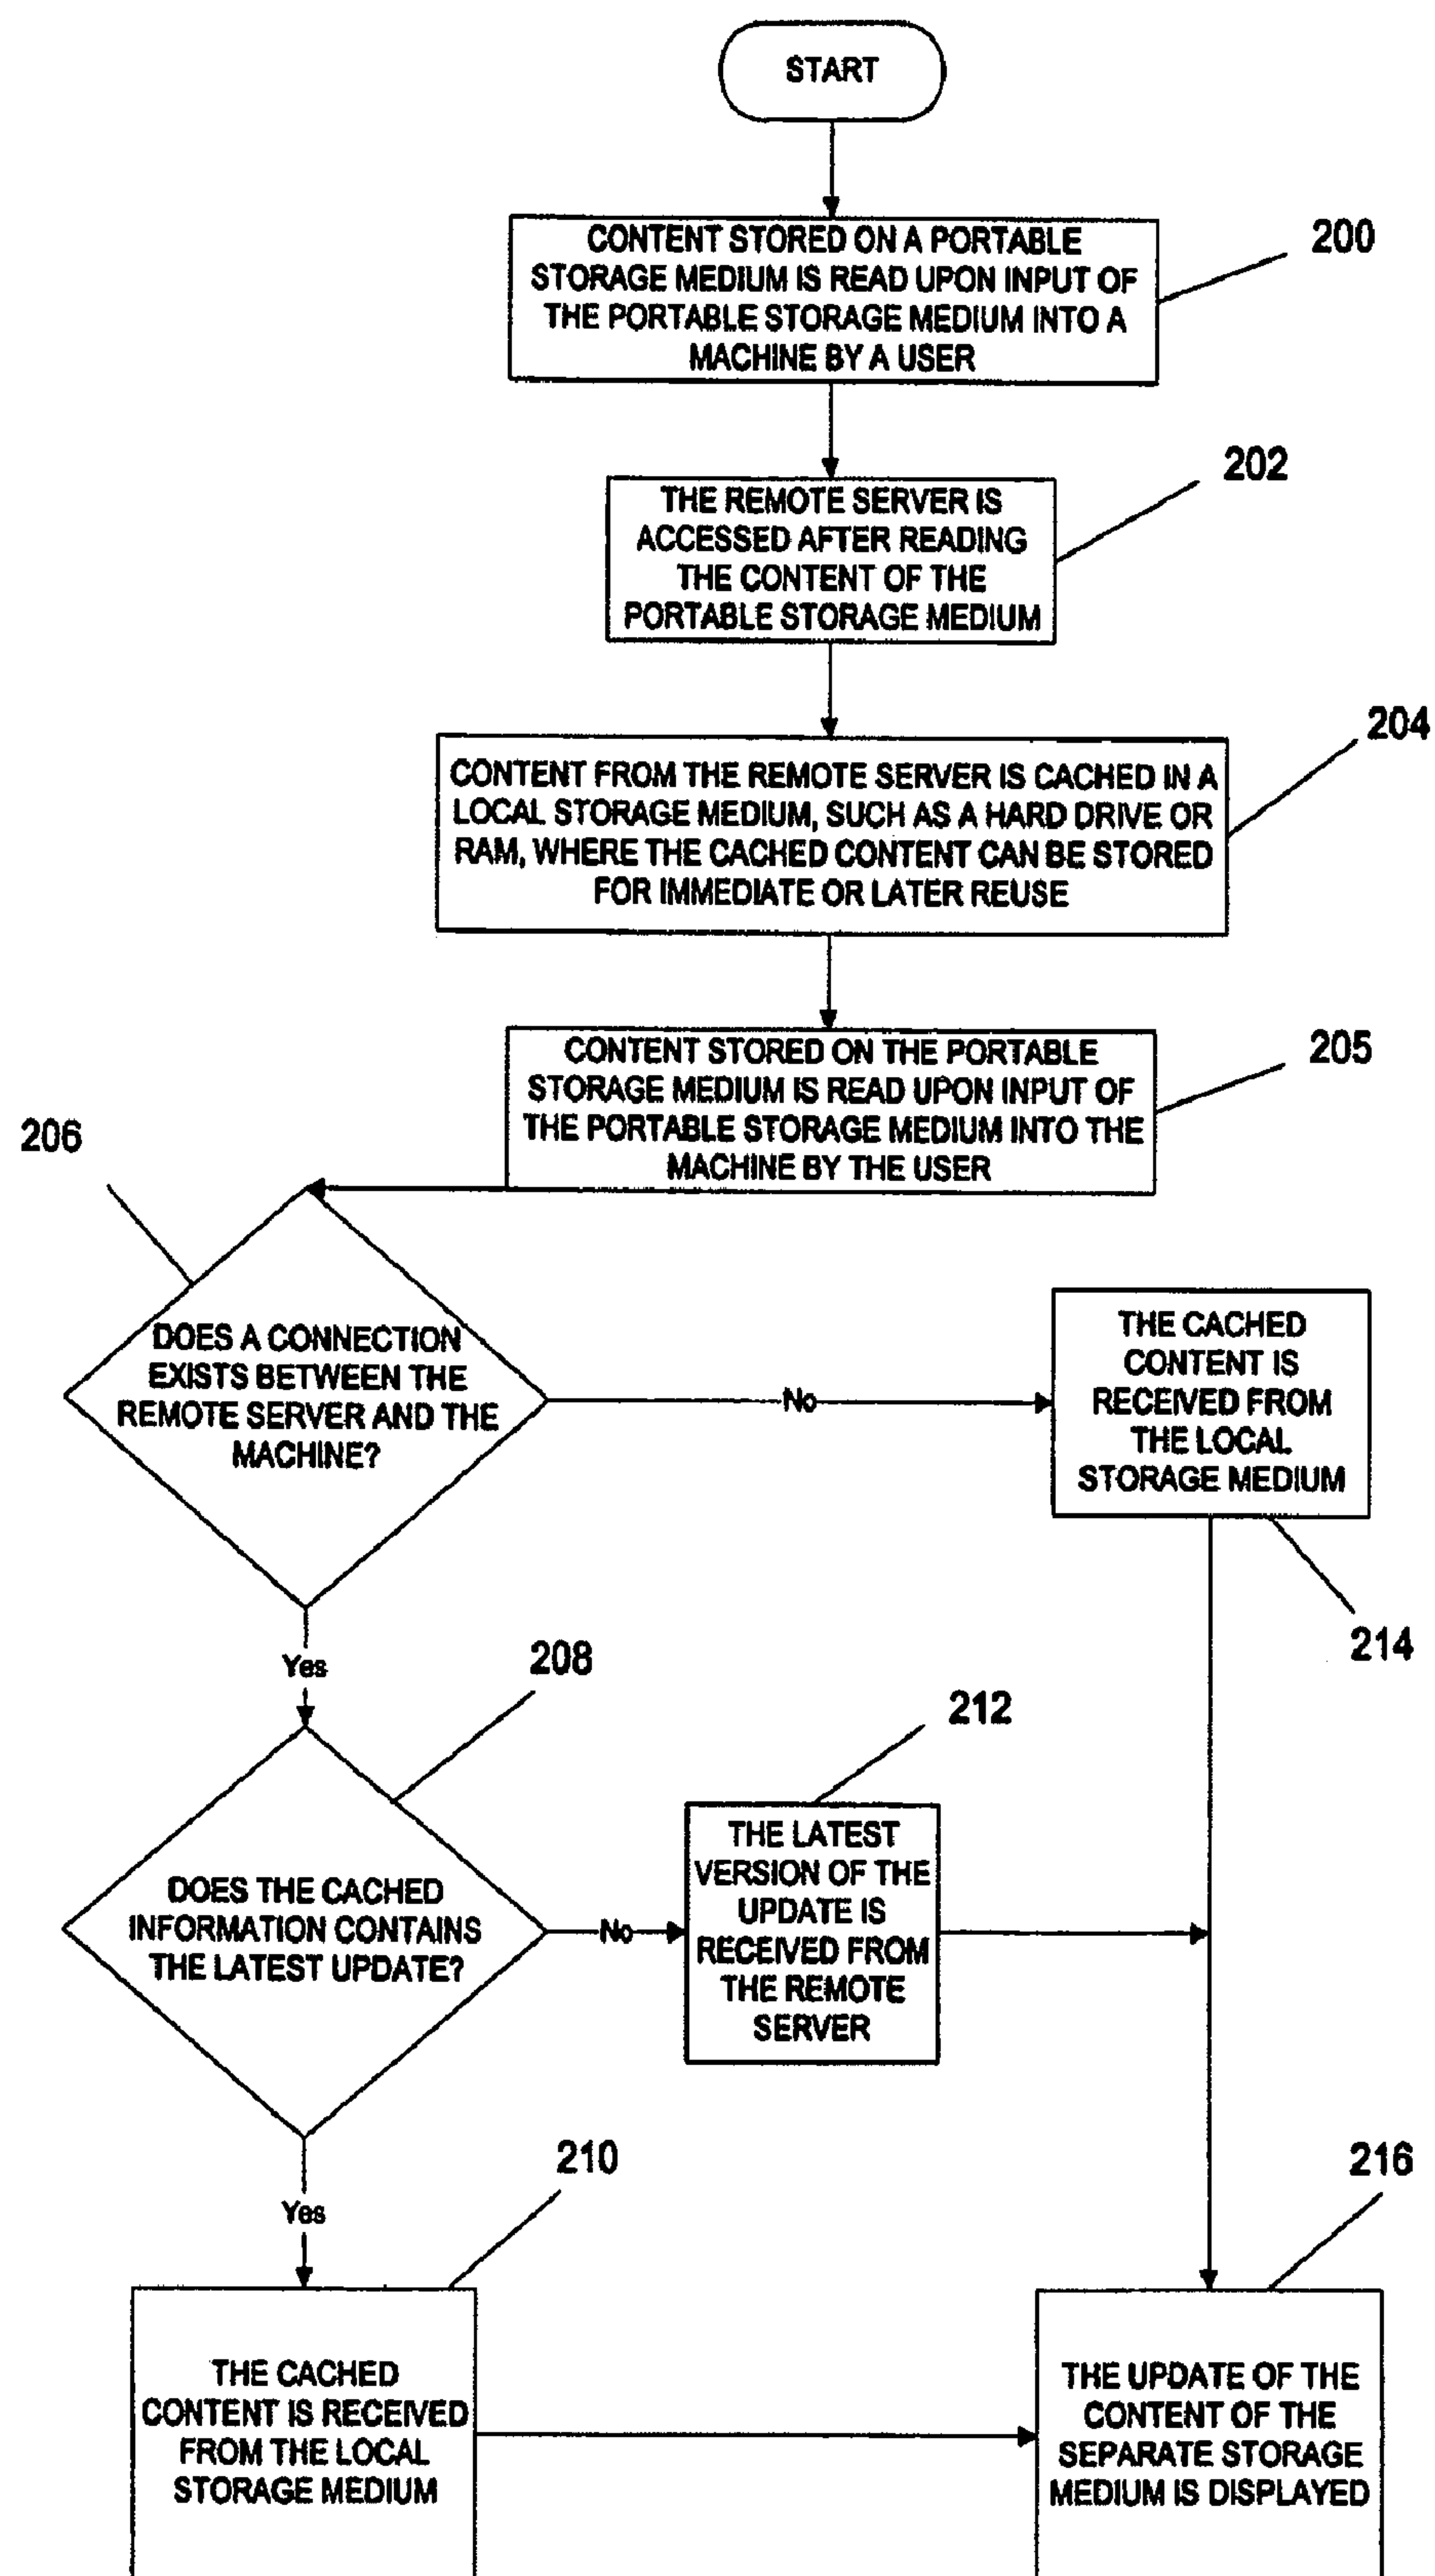 START
CONTENT STORED ON A PORTABLE
STORAGE MEDIUM IS READ UPON INPUT OF
THE PORTABLE STORAGE MEDIUM INTO A
MACHINE BY A USER
200
THE REMOTE SERVER IS
ACCESSED AFTER READING
THE CONTENT OF THE
PORTABLE STORAGE MEDIUM
202
CONTENT FROM THE REMOTE SERVER IS CACHED IN A
LOCAL STORAGE MEDIUM, SUCH AS A HARD DRIVE OR
RAM, WHERE THE CACHED CONTENT CAN BE STORED
FOR IMMEDIATE OR LATER REUSE
204
CONTENT STORED ON THE PORTABLE
STORAGE MEDIUM IS READ UPON INPUT OF
THE PORTABLE STORAGE MEDIUM INTO THE
MACHINE BY THE USER
205
206
DOES A CONNECTION
EXISTS BETWEEN THE
REMOTE SERVER AND THE
MACHINE?
No
THE CACHED
CONTENT IS
RECEIVED FROM
THE LOCAL
STORAGE MEDIUM
214
Yes
208
DOES THE CACHED
INFORMATION CONTAINS
THE LATEST UPDATE?
No
212
THE LATEST
VERSION OF THE
UPDATE IS
RECEIVED FROM
THE REMOTE
SERVER
Yes
210
THE CACHED
CONTENT IS RECEIVED
FROM THE LOCAL
STORAGE MEDIUM
216
THE UPDATE OF THE
CONTENT OF THE
SEPARATE STORAGE
MEDIUM IS DISPLAYED